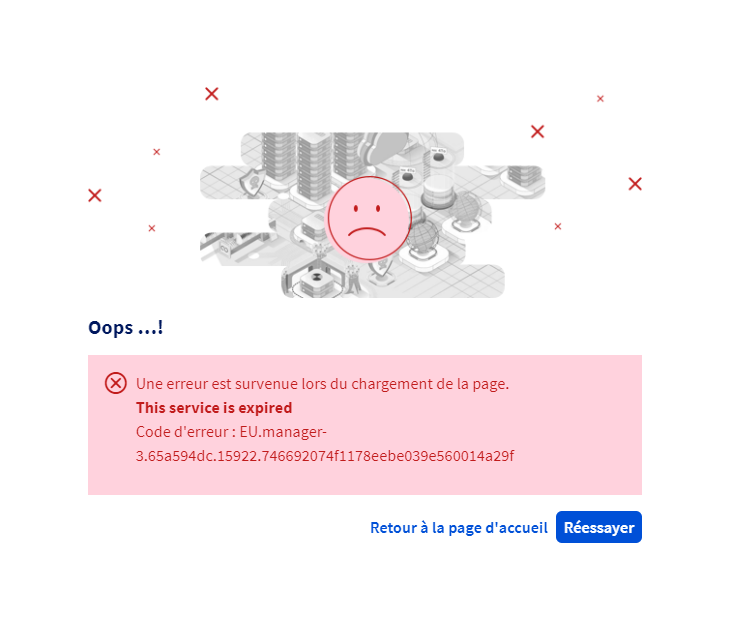 Oops ...!
Une erreur est survenue lors du chargement de la page.
This service is expired
Code d'erreur : EU.manager-
3.65a594dc.15922.746692074f1178eebe039e560014a29f
Retour à la page d'accueil
Réessayer